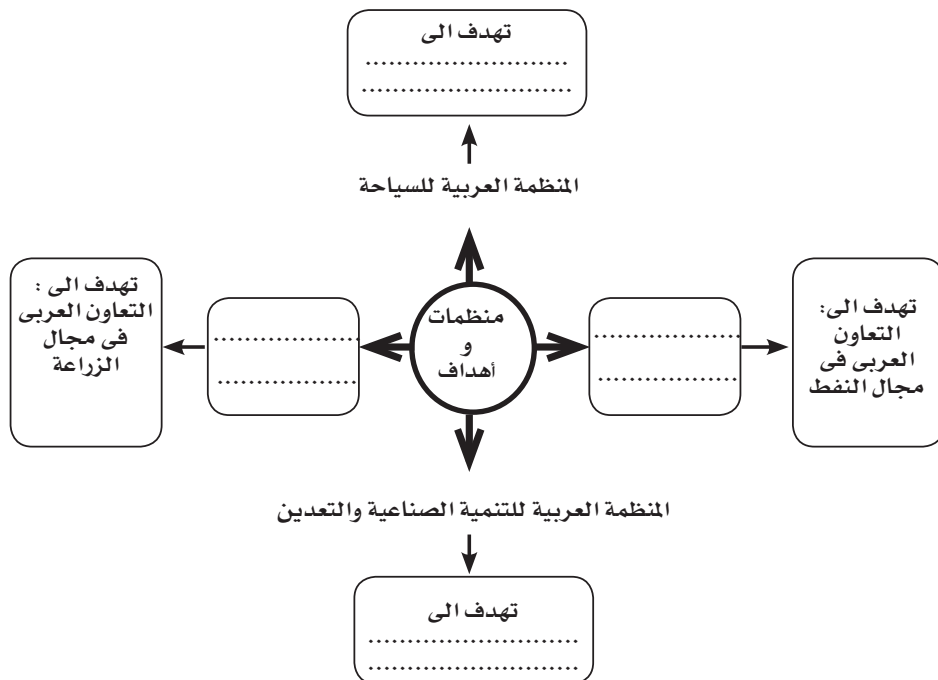 تهدف الى
..............................
..............................
المنظمة العربية للسياحة
تهدف الى:
التعاون
العربى فى
مجال النفط
......................
......................
منظمات
و
أهداف
......................
......................
تهدف الى :
التعاون العربى
فى مجال
الزراعة
المنظمة العربية للتنمية الصناعية والتعدين
تهدف الى
..............................
..............................